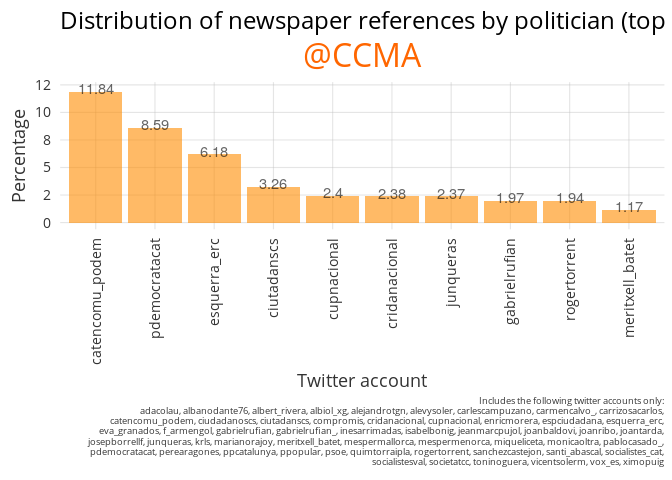 Distribution of newspaper references by politician (top
@CCMA
Percentage
12
10
8
5
2
0
11.84
8.59
6.18
3.26
2.4
2.38
2.37
1.97
1.94
1.17
catencomu_podem
pdemocratacat
esquerra_erc
ciutadanscs
cupnacional
cridanacional
junqueras
gabrielrufian
rogertorrent
meritxell_batet
Twitter account
Includes the following twitter accounts only:
adacolau, albanodante76, albert_rivera, albiol_xg, alejandrotgn, alevysoler, carlescampuzano, carmencalvo_, carrizosacarlos,
catencomu_podem, ciudadanoscs, ciutadanscs, compromis, cridanacional, cupnacional, enricmorera, espciudadana, esquerra_erc,
eva_granados, f_armengol, gabrielrufian, gabrielrufian_, inesarrimadas, isabelbonig, jeanmarcpujol, joanbaldovi, joanribo, joantarda,
josepborrellf, junqueras, krls, marianorajoy, meritxell_batet, mespermallorca, mespermenorca, miqueliceta, monicaoltra, pablocasado_,
pdemocratacat, perearagones, ppcatalunya, ppopular, psoe, quimtorraipla, rogertorrent, sanchezcastejon, santi_abascal, socialistes_cat,
socialistesval, societatcc, toninoguera, vicentsolerm, vox_es, ximopuig